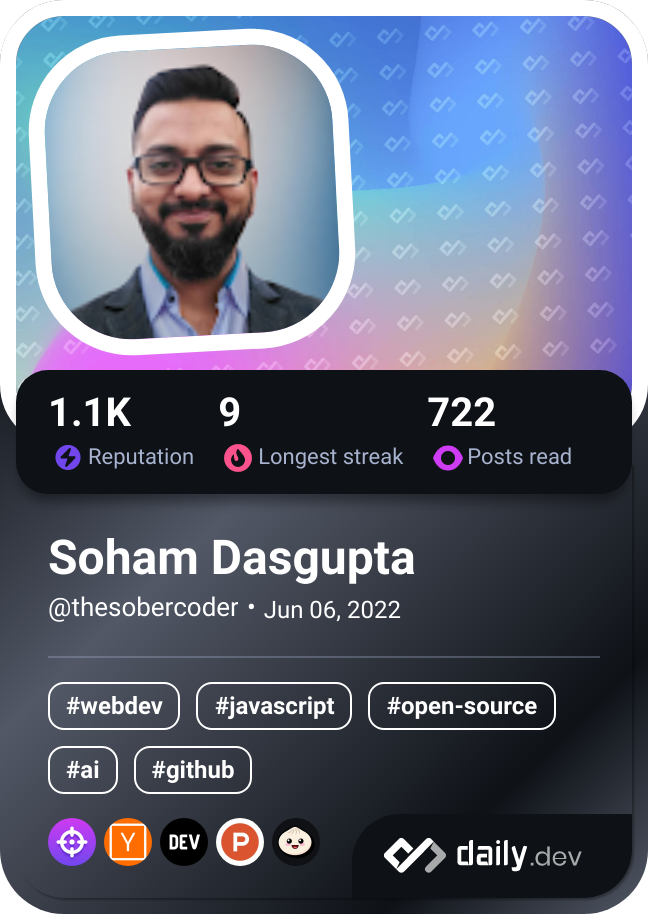 1.1K 9 722
Reputation Longest streak Posts read
Soham Dasgupta
@thesobercoder • Jun 06, 2022
#webdev #javascript #open-source
#ai #github
Y DEV P
daily.dev